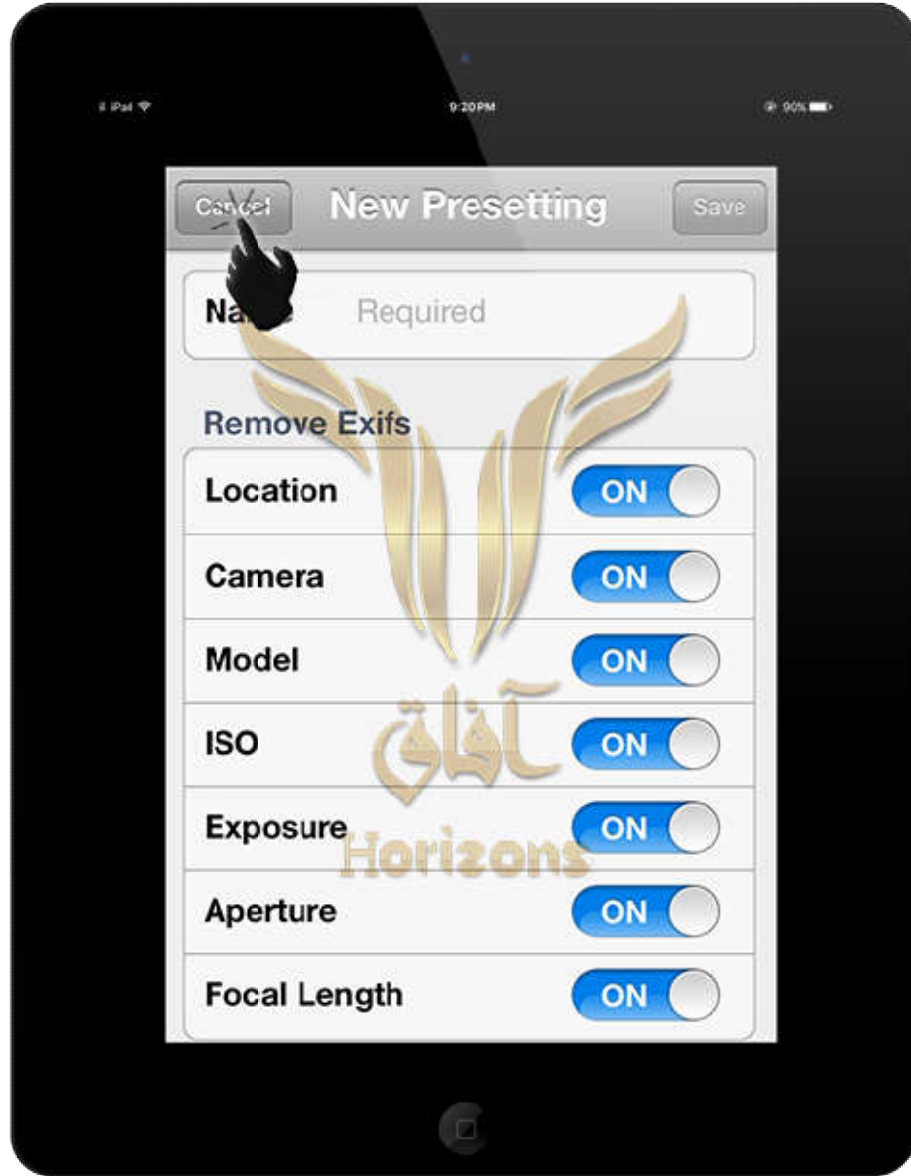 iPad 9:20 PM 90%
Cancel New Presetting Save
Name Required
Remove Exifs
Location ON
Camera ON
Model ON
ISO ON
آفاق
Exposure ON
Horizons
Aperture ON
Focal Length ON